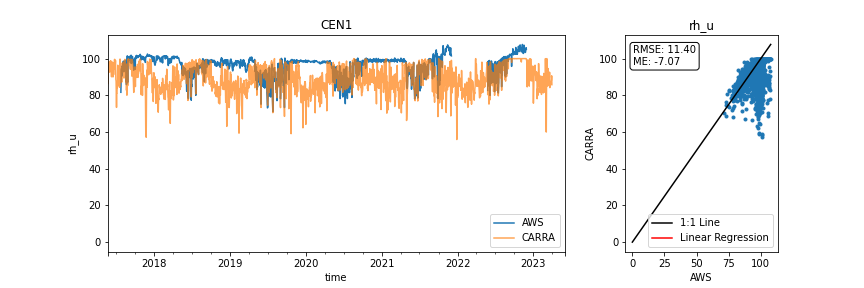 CEN1
rh_u
100
80
60
40
20
0
rh_u
2018
2019
2020
2021
2022
2023
time
AWS
CARRA
rh_u
RMSE: 11.40
ME: -7.07
100
80
60
40
20
0
CARRA
0
25
50
75
100
AWS
1:1 Line
Linear Regression